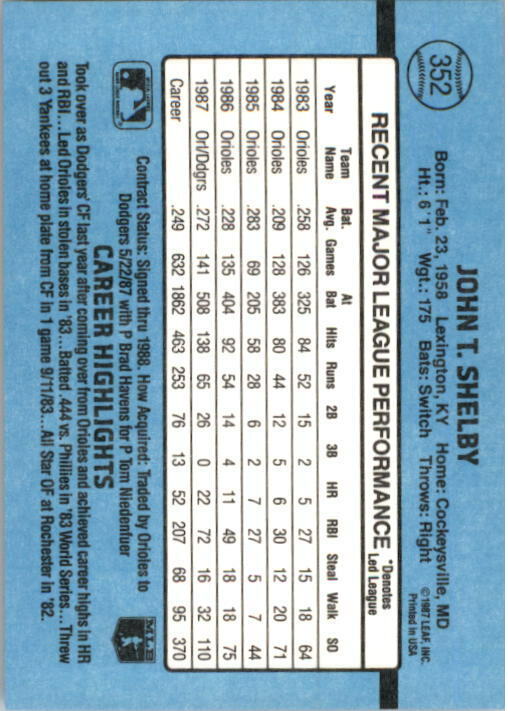 352
JOHN T. SHELBY
Born: Feb. 23, 1958 Lexington, KY Home: Cockeysville, MD
Ht.: 6'1" Wgt.: 175 Bats: Switch Throws: Right
©1987 LEAF, INC.
Printed in USA
RECENT MAJOR LEAGUE PERFORMANCE *Denotes Led League
Year Team Name Bat. Avg. Games At Bat Hits Runs 2B 3B HR RBI Steal Walk SO
1983 Orioles .258 126 325 84 52 15 2 5 27 15 18 64
1984 Orioles .209 128 383 80 44 12 5 6 30 12 20 71
1985 Orioles .283 69 205 58 28 6 2 7 27 5 7 44
1986 Orioles .228 135 404 92 54 14 4 11 49 18 18 75
1987 Orl/Ddgrs .272 141 508 138 65 26 0 22 72 16 32 110
Career .249 632 1862 463 253 76 13 52 207 68 95 370
Contract Status: Signed thru 1988. How Acquired: Traded by Orioles to
Dodgers 5/22/87 with P Brad Havens for P Tom Niedenfuer
MLB
CAREER HIGHLIGHTS
Took over as Dodgers' CF last year after coming over from Orioles and achieved career highs in HR
and RBI...Led Orioles in stolen bases in '83...Batted .444 vs. Phillies in '83 World Series...Threw
out 3 Yankees at home plate from CF in 1 game 9/11/83...All Star OF at Rochester in '82.